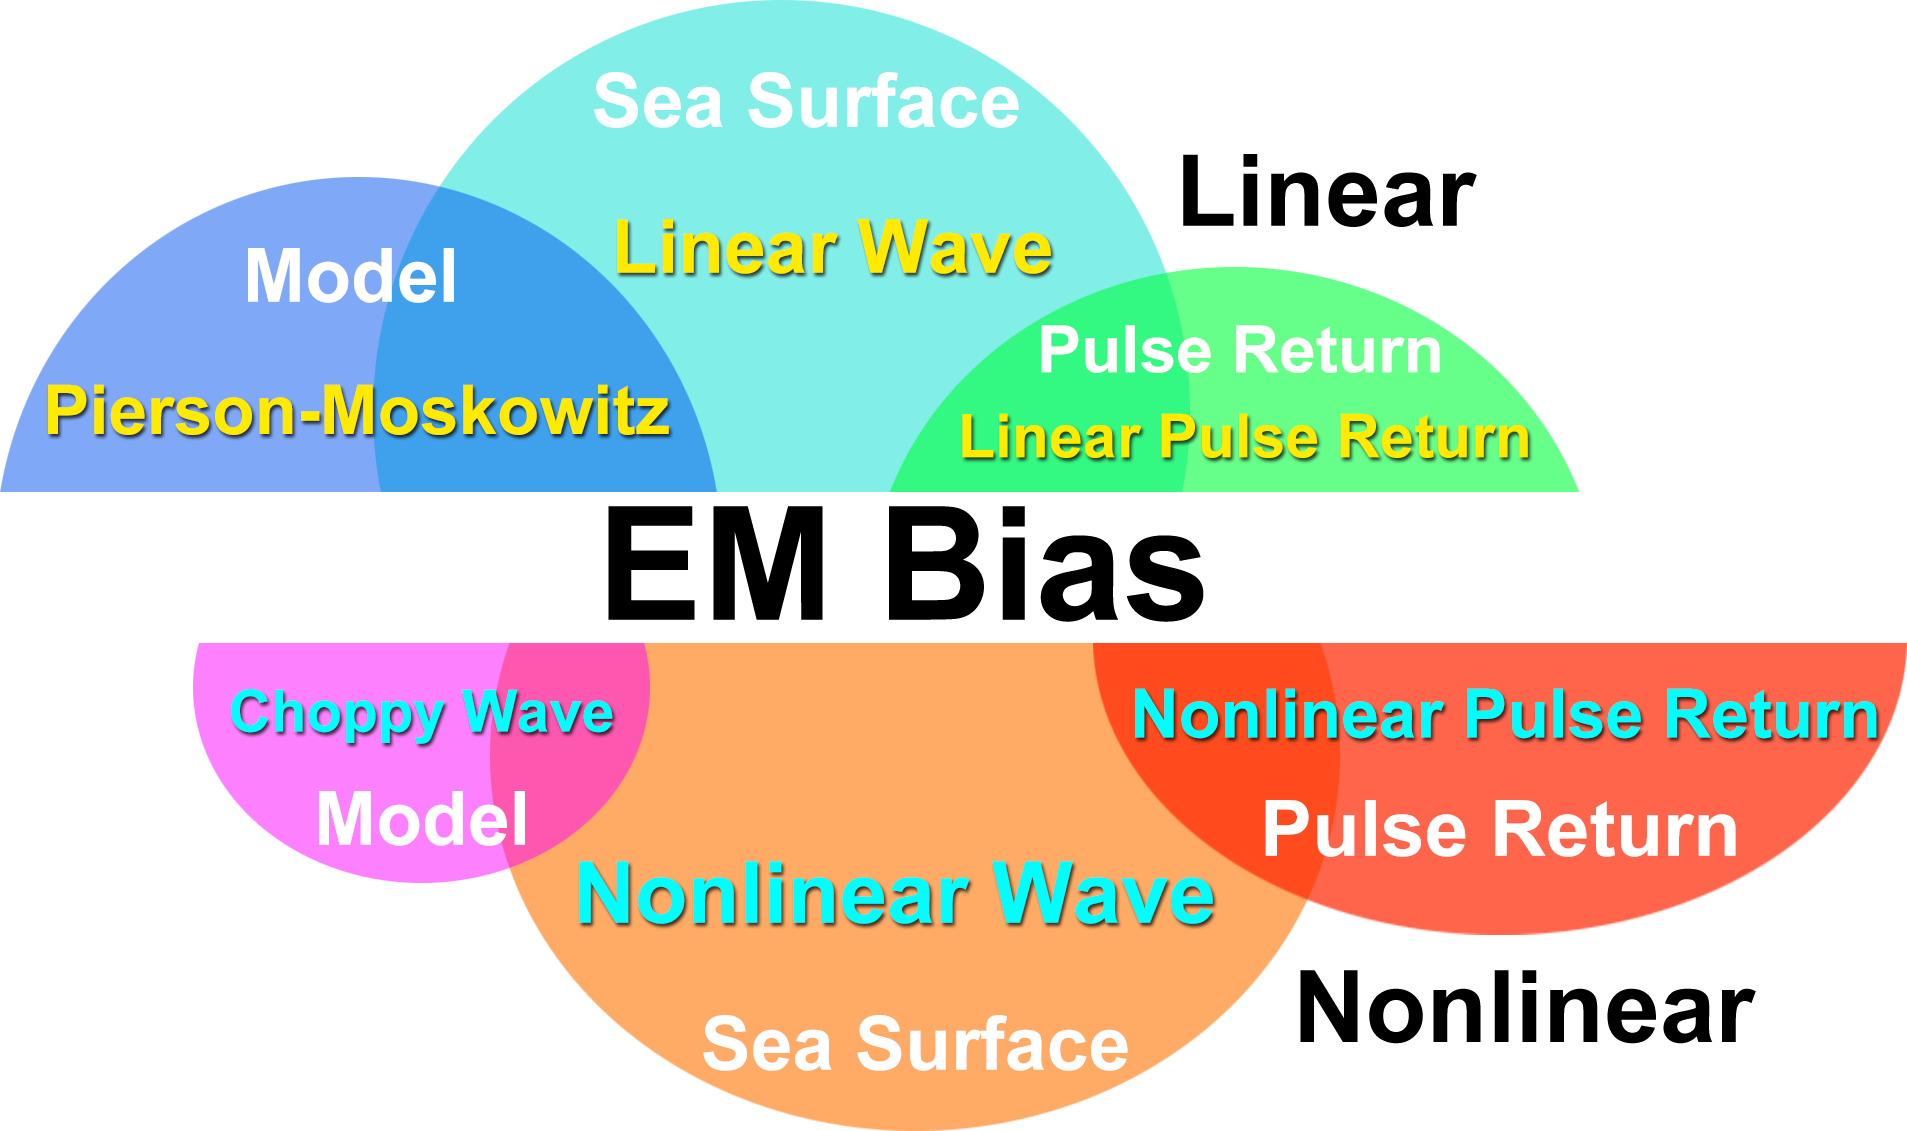 Sea Surface
Linear
Linear Wave
Model
Pulse Return
Pierson-Moskowitz
Linear Pulse Return
EM Bias
Choppy Wave
Nonlinear Pulse Return
Model
Pulse Return
Nonlinear Wave
Nonlinear
Sea Surface